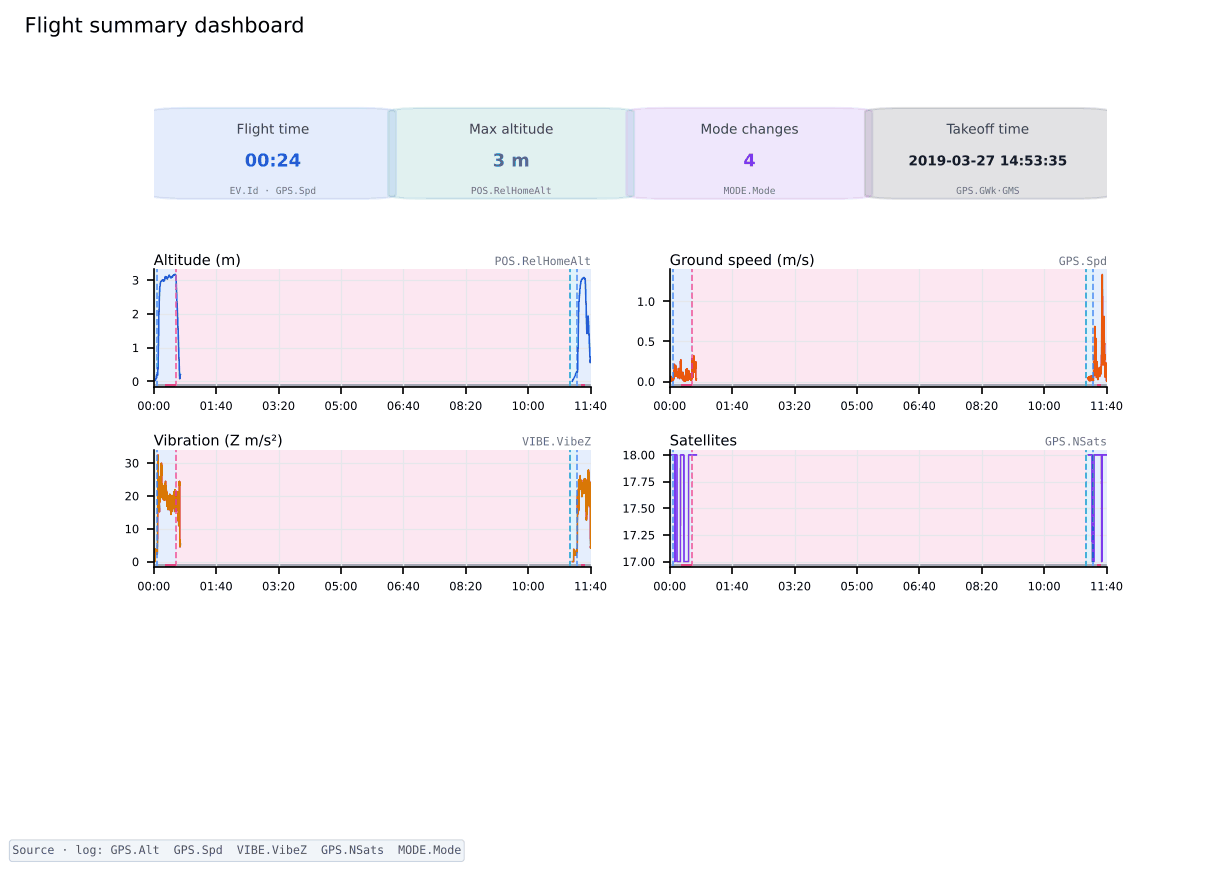 Flight summary dashboard
Flight time
00:24
EV.Id · GPS.Spd
Max altitude
3 m
POS.RelHomeAlt
Mode changes
4
MODE.Mode
Takeoff time
2019-03-27 14:53:35
GPS.GWk·GMS
Altitude (m) POS.RelHomeAlt
3
2
1
0
00:00 01:40 03:20 05:00 06:40 08:20 10:00 11:40
Ground speed (m/s) GPS.Spd
1.0
0.5
0.0
00:00 01:40 03:20 05:00 06:40 08:20 10:00 11:40
Vibration (Z m/s²) VIBE.VibeZ
30
20
10
0
00:00 01:40 03:20 05:00 06:40 08:20 10:00 11:40
Satellites GPS.NSats
18.00
17.75
17.50
17.25
17.00
00:00 01:40 03:20 05:00 06:40 08:20 10:00 11:40
Source · log: GPS.Alt GPS.Spd VIBE.VibeZ GPS.NSats MODE.Mode